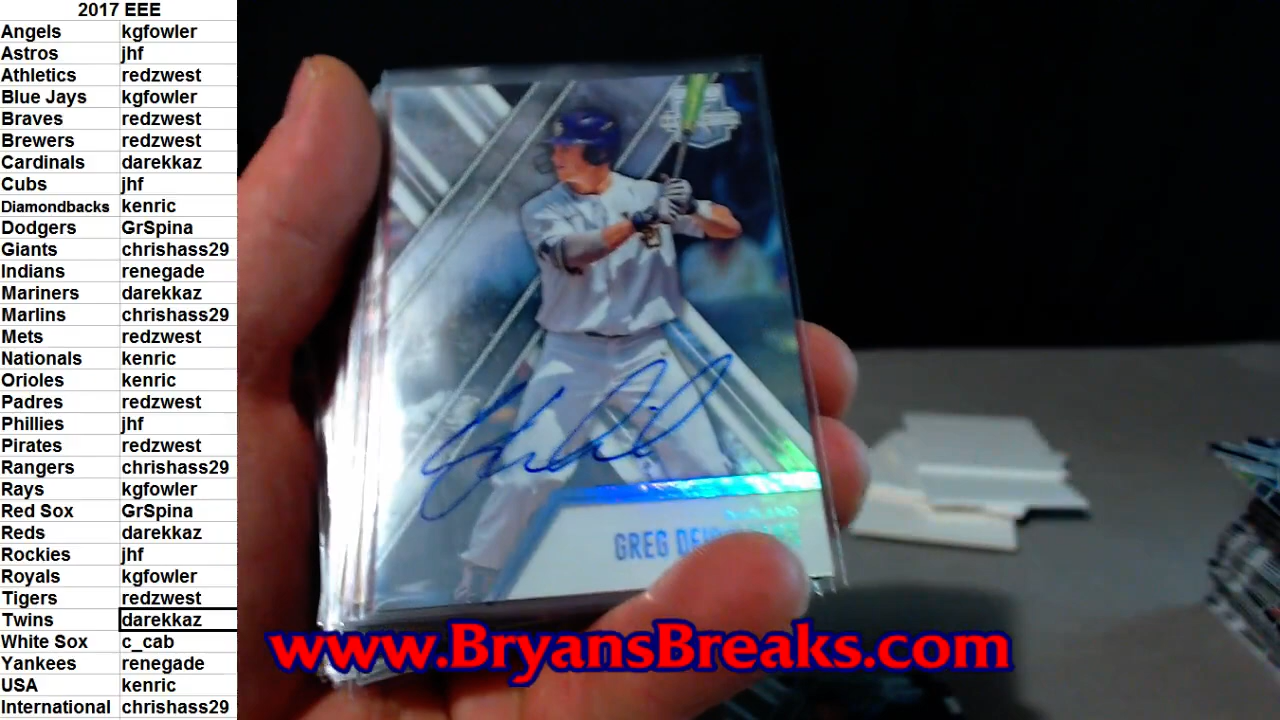 2017 EEE
Angels kgfowler
Astros jhf
Athletics redzwest
Blue Jays kgfowler
Braves redzwest
Brewers redzwest
Cardinals darekkaz
Cubs jhf
Diamondbacks kenric
Dodgers GrSpina
Giants chrishass29
Indians renegade
Mariners darekkaz
Marlins chrishass29
Mets redzwest
Nationals kenric
Orioles kenric
Padres redzwest
Phillies jhf
Pirates redzwest
Rangers chrishass29
Rays kgfowler
Red Sox GrSpina
Reds darekkaz
Rockies jhf
Royals kgfowler
Tigers redzwest
Twins darekkaz
White Sox c_cab
Yankees renegade
USA kenric
International chrishass29
GREG
www.BryansBreaks.com